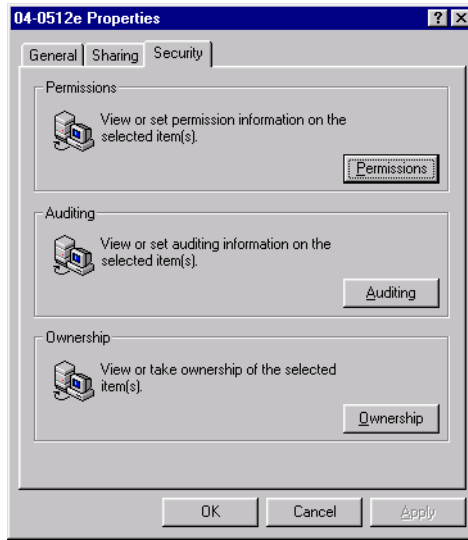 04-0512e Properties
General Sharing Security
Permissions
View or set permission information on the
selected item(s).
Permissions
Auditing
View or set auditing information on the
selected item(s).
Auditing
Ownership
View or take ownership of the selected
item(s).
Ownership
OK Cancel Apply